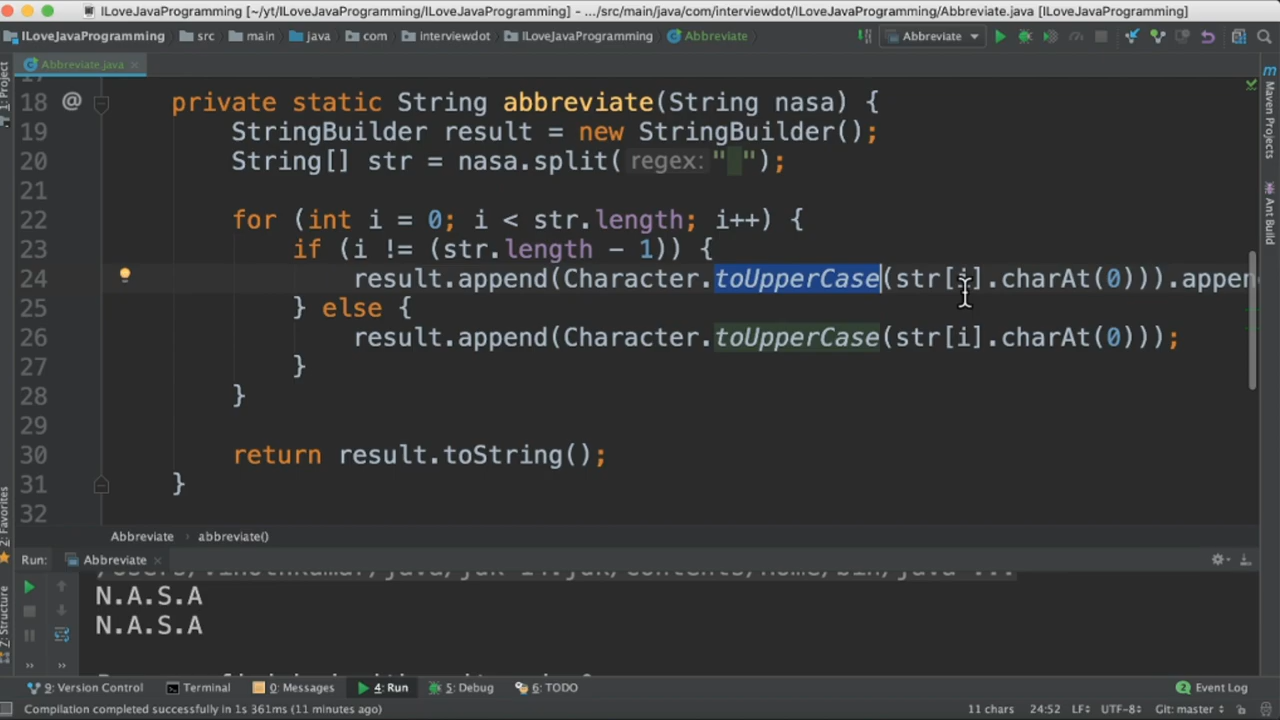 ILoveJavaProgramming [~/yt/ILoveJavaProgramming/ILoveJavaProgramming] - .../src/main/java/com/interviewdot/ILoveJavaProgramming/Abbreviate.java [ILoveJavaProgramming]
ILoveJavaProgramming src main java com interviewdot ILoveJavaProgramming Abbreviate Abbreviate
Abbreviate.java
1: Project
Maven Projects
Ant Build
18 @ private static String abbreviate(String nasa) {
19 StringBuilder result = new StringBuilder();
20 String[] str = nasa.split( regex: " ");
21
22 for (int i = 0; i < str.length; i++) {
23 if (i != (str.length - 1)) {
24 result.append(Character.toUpperCase(str[i].charAt(0))).appen
25 } else {
26 result.append(Character.toUpperCase(str[i].charAt(0)));
27 }
28 }
29
30 return result.toString();
31 }
32
Abbreviate abbreviate()
2: Favorites
7: Structure
Run: Abbreviate
N.A.S.A
N.A.S.A
9: Version Control Terminal 0: Messages 4: Run 5: Debug 6: TODO 2 Event Log
Compilation completed successfully in 1s 361ms (11 minutes ago) 11 chars 24:52 LF÷ UTF-8÷ Git: master÷